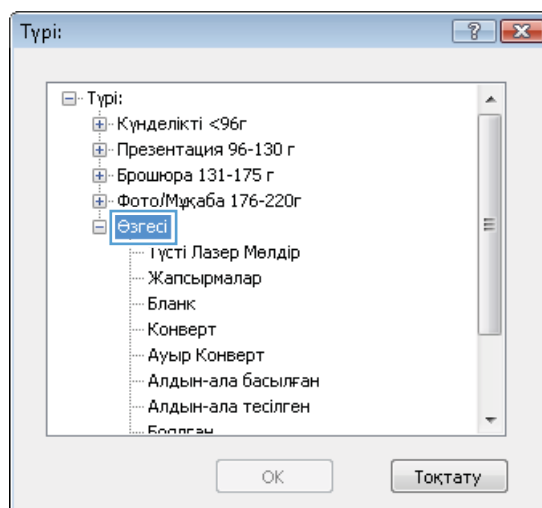 Түрі:
Түрі:
Күнделікті <96г
Презентация 96-130 г
Брошюра 131-175 г
Фото/Мұқаба 176-220г
Өзгесі
Түсті Лазер Мөлдір
Жапсырмалар
Бланк
Конверт
Ауыр Конверт
Алдын-ала басылған
Алдын-ала тесілген
Боялған
OK Тоқтату